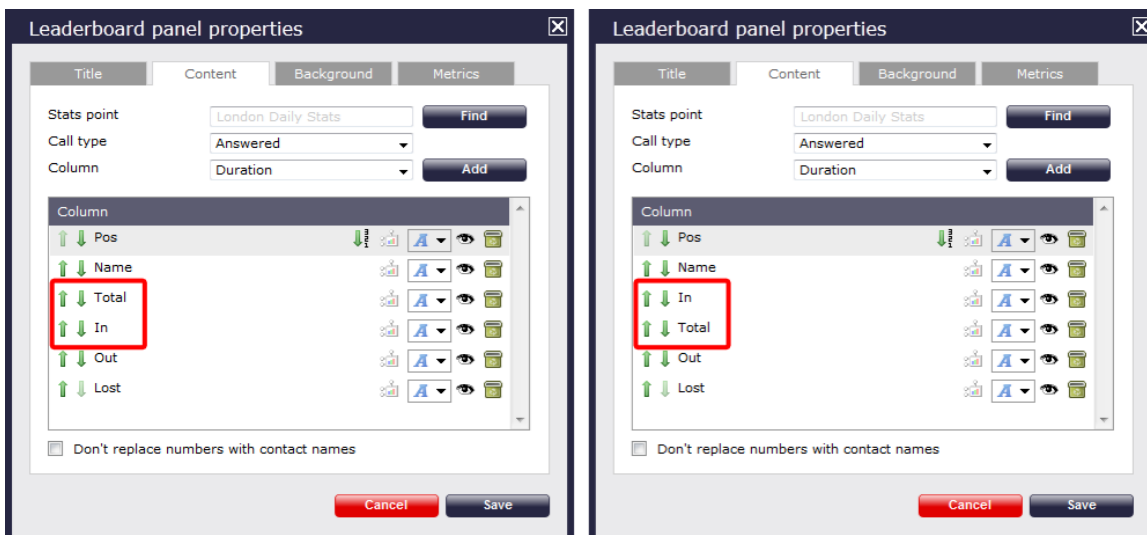 Leaderboard panel properties
Title Content Background Metrics
Stats point London Daily Stats Find
Call type Answered
Column Duration Add
Column
Pos
Name
Total
In
Out
Lost
Don't replace numbers with contact names
Cancel Save
Leaderboard panel properties
Title Content Background Metrics
Stats point London Daily Stats Find
Call type Answered
Column Duration Add
Column
Pos
Name
In
Total
Out
Lost
Don't replace numbers with contact names
Cancel Save